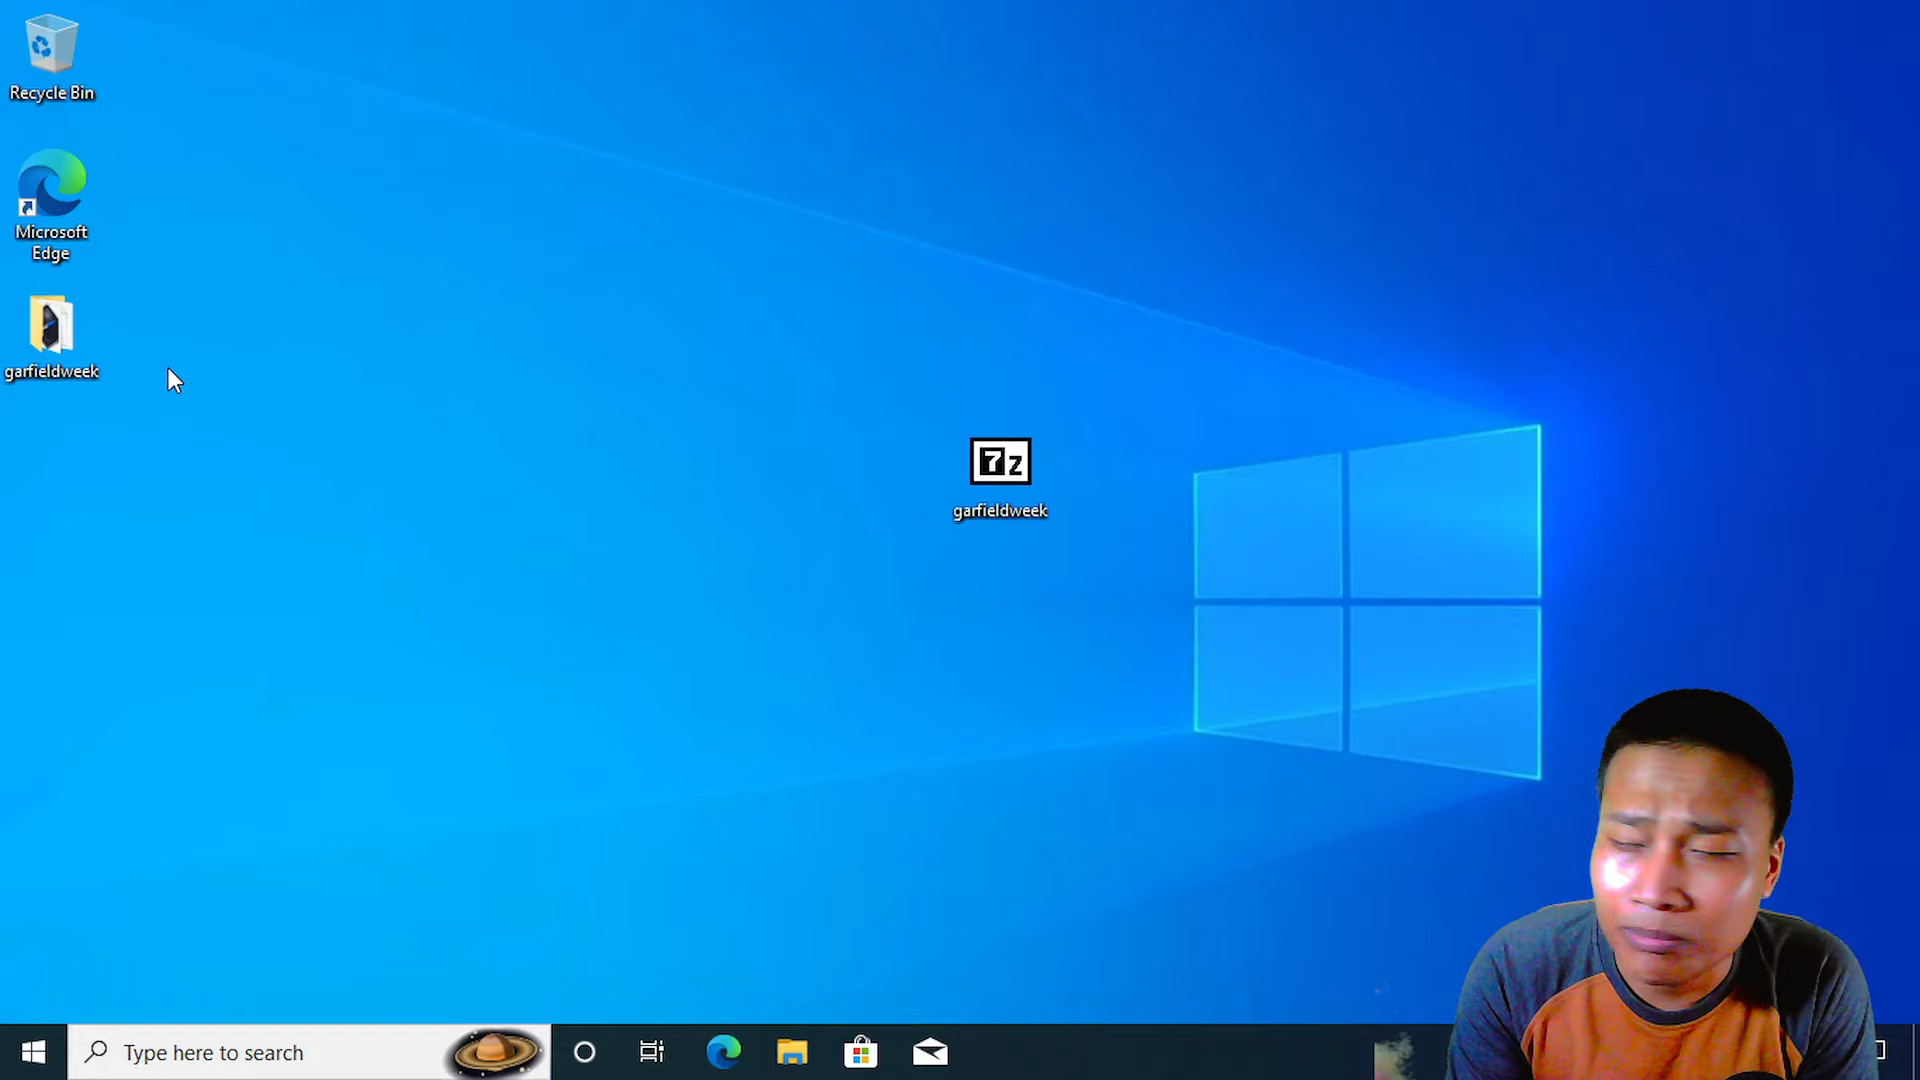 Recycle Bin
Microsoft
Edge
garfieldweek
7z
garfieldweek
Type here to search